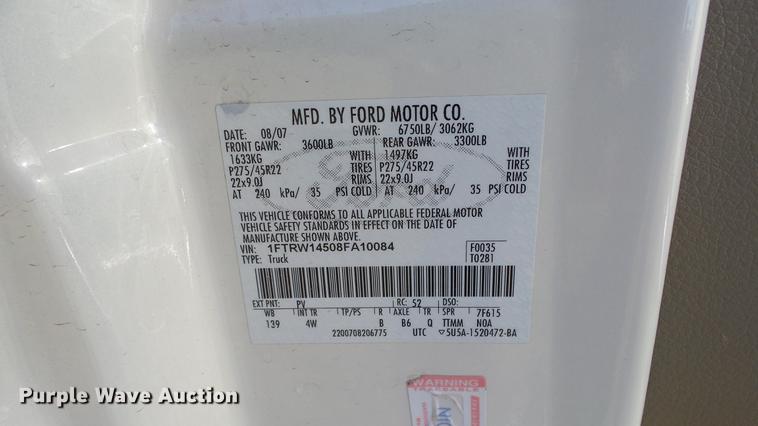 MFD. BY FORD MOTOR CO.
DATE: 08/07 GVWR: 6750LB/ 3062KG
FRONT GAWR: 3600LB REAR GAWR: 3300LB
1633KG WITH 1497KG WITH
P275/45R22 TIRES P275/45R22 TIRES
22x9.0J RIMS 22x9.0J RIMS
AT 240 kPa/ 35 PSI COLD AT 240 kPa/ 35 PSI COLD
THIS VEHICLE CONFORMS TO ALL APPLICABLE FEDERAL MOTOR
VEHICLE SAFETY STANDARDS IN EFFECT ON THE DATE OF
MANUFACTURE SHOWN ABOVE.
VIN: 1FTRW14508FA10084 F0035
TYPE: Truck T0281
EXT PNT: PV RC: 52 DSO:
WB INT TR TP/PS R AXLE TR SPR 7F615
139 4W B B6 Q TTMM NOA
2200708206775 UTC ▽5U5A-1520472-BA
Ford
WARNING
Purple Wave Auction